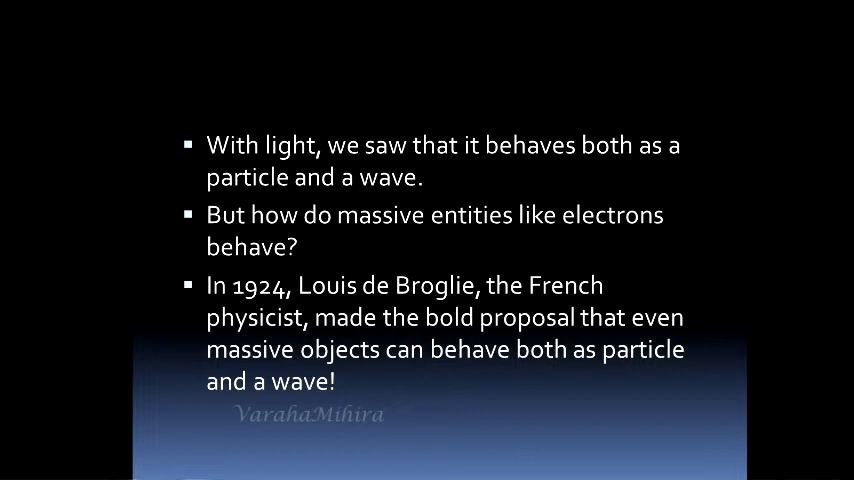 ▪ With light, we saw that it behaves both as a
particle and a wave.
▪ But how do massive entities like electrons
behave?
▪ In 1924, Louis de Broglie, the French
physicist, made the bold proposal that even
massive objects can behave both as particle
and a wave!
VarahaMihira